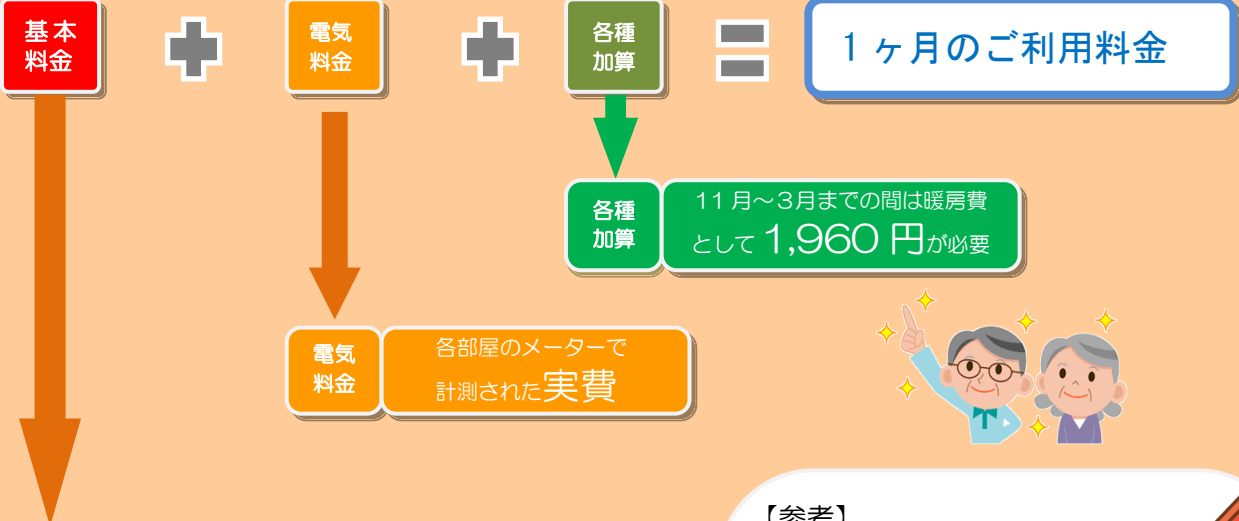 基本
料金
電気
料金
各種
加算
1ヶ月のご利用料金
各種
加算
11月~3月までの間は暖房費
として1,960円が必要
電気
料金
各部屋のメーターで
計測された実費
【参考】